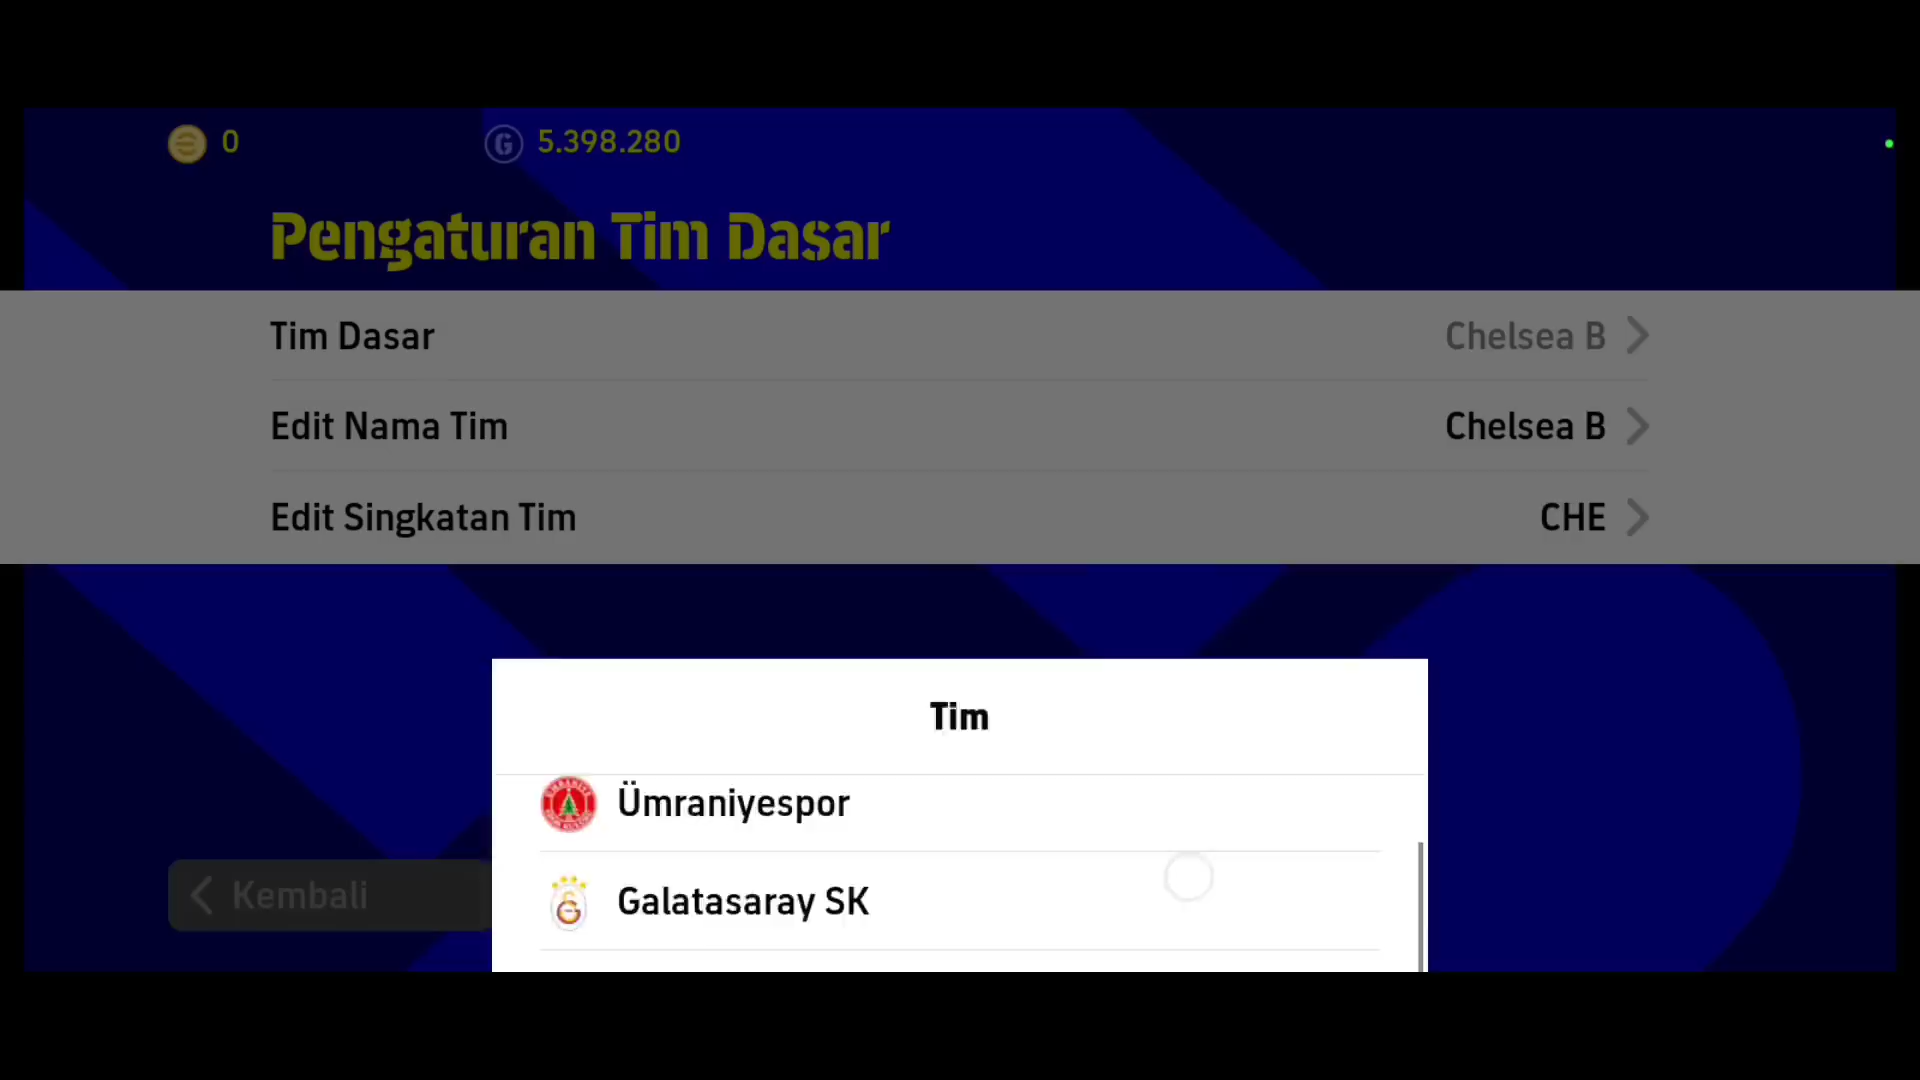 0
5.398.280
Pengaturan Tim Dasar
Tim Dasar
Chelsea B
Edit Nama Tim
Chelsea B
Edit Singkatan Tim
CHE
Tim
Ümraniyespor
Galatasaray SK
Kembali